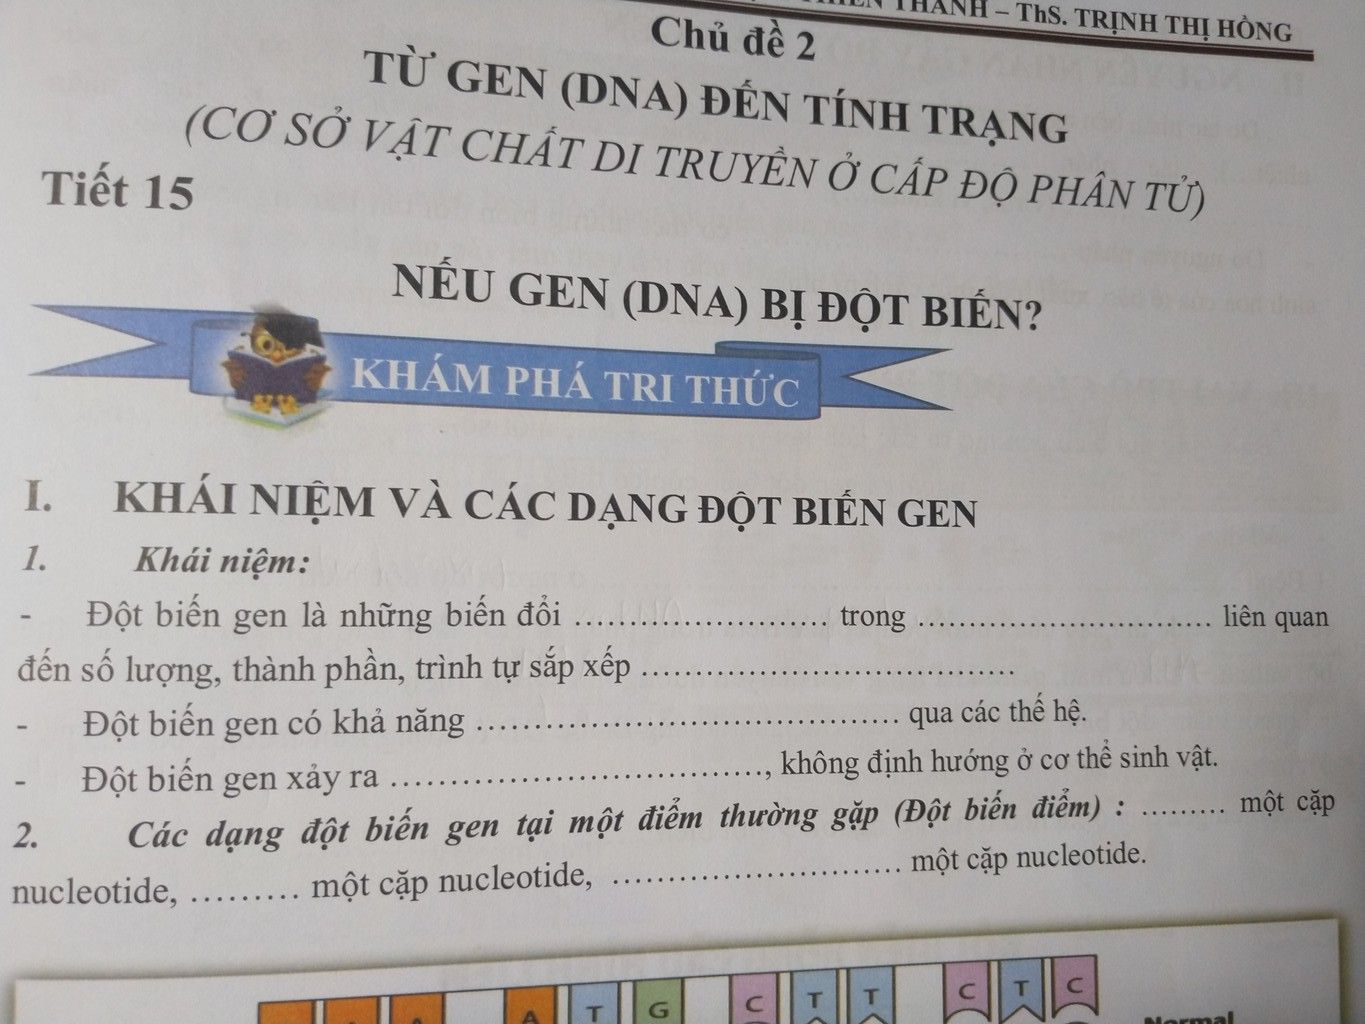 THÀNH – ThS. TRỊNH THỊ HỒNG
Chủ đề 2
TỪ GEN (DNA) ĐẾN TÍNH TRẠNG
(CƠ SỞ VẬT CHẤT DI TRUYỀN Ở CẤP ĐỘ PHÂN TỬ)
Tiết 15
NẾU GEN (DNA) BỊ ĐỘT BIẾN?
KHÁM PHÁ TRI THỨC
I. KHÁI NIỆM VÀ CÁC DẠNG ĐỘT BIẾN GEN
1. Khái niệm:
- Đột biến gen là những biến đổi ........................ trong ............................ liên quan
đến số lượng, thành phần, trình tự sắp xếp ....................................
- Đột biến gen có khả năng ........................................ qua các thế hệ.
- Đột biến gen xảy ra ...................................., không định hướng ở cơ thể sinh vật.
2. Các dạng đột biến gen tại một điểm thường gặp (Đột biến điểm) : ......... một cặp
nucleotide, .......... một cặp nucleotide, ............................ một cặp nucleotide.
A T G C T T C T C
Normal